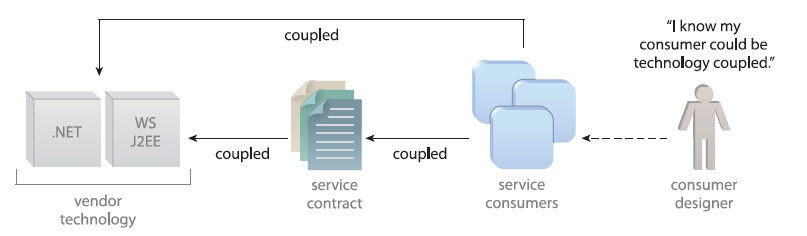 coupled
"I know my
consumer could be
technology coupled."
.NET
WS
J2EE
coupled
coupled
vendor
technology
service
contract
service
consumers
consumer
designer